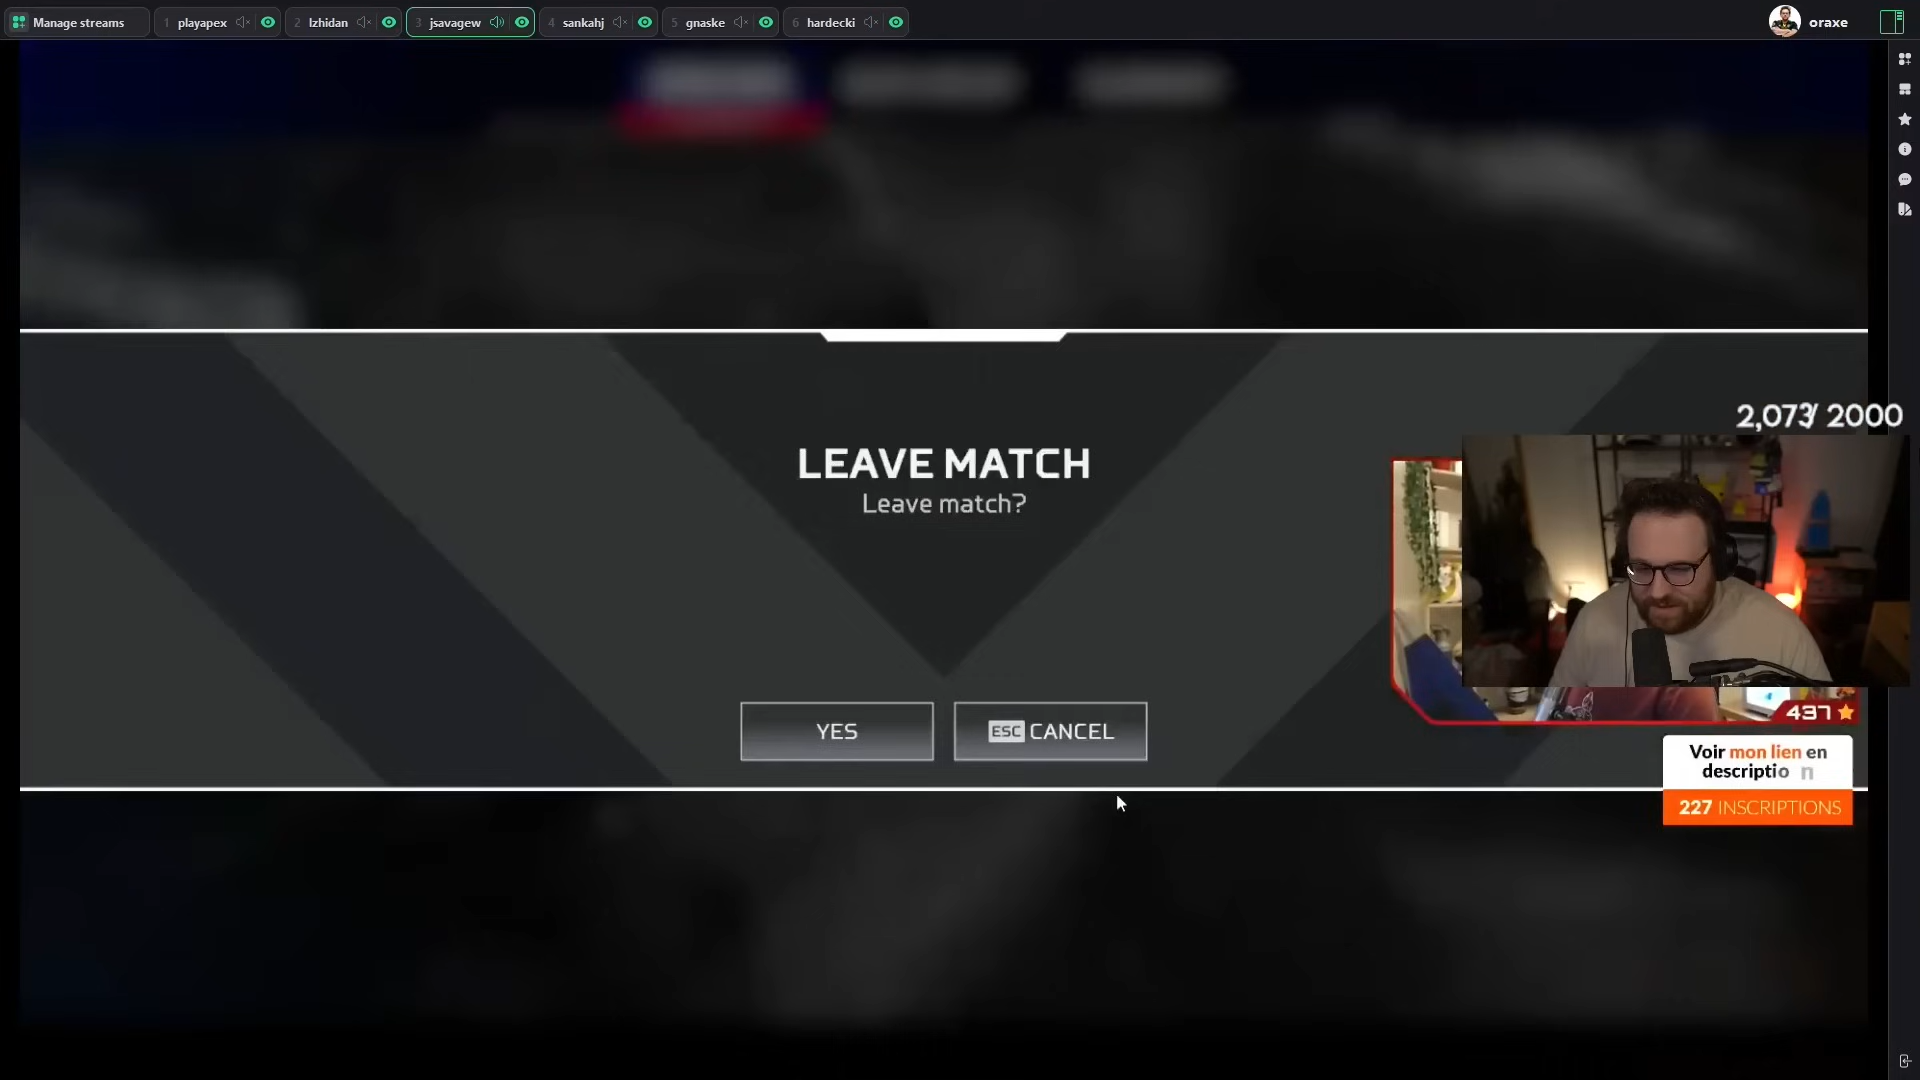 Manage streams
1 playapex
2 lzhidan
3 jsavagew
4 sankahj
5 gnaske
6 hardecki
oraxe
LEAVE MATCH
Leave match?
2,073/ 2000
YES
ESC CANCEL
437
Voir mon lien en
description
227 INSCRIPTIONS